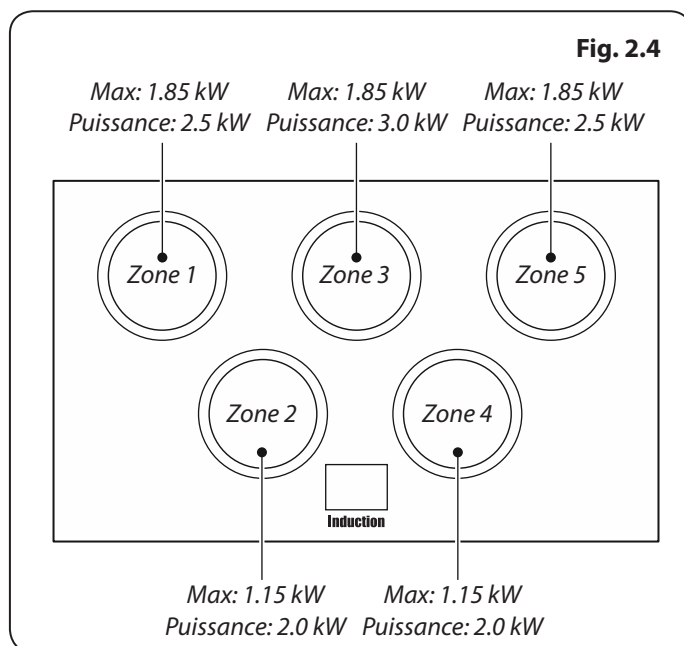 Fig. 2.4
Max: 1.85 kW
Puissance: 2.5 kW
Max: 1.85 kW
Puissance: 3.0 kW
Max: 1.85 kW
Puissance: 2.5 kW
Zone 1
Zone 3
Zone 5
Zone 2
Zone 4
Induction
Max: 1.15 kW
Puissance: 2.0 kW
Max: 1.15 kW
Puissance: 2.0 kW